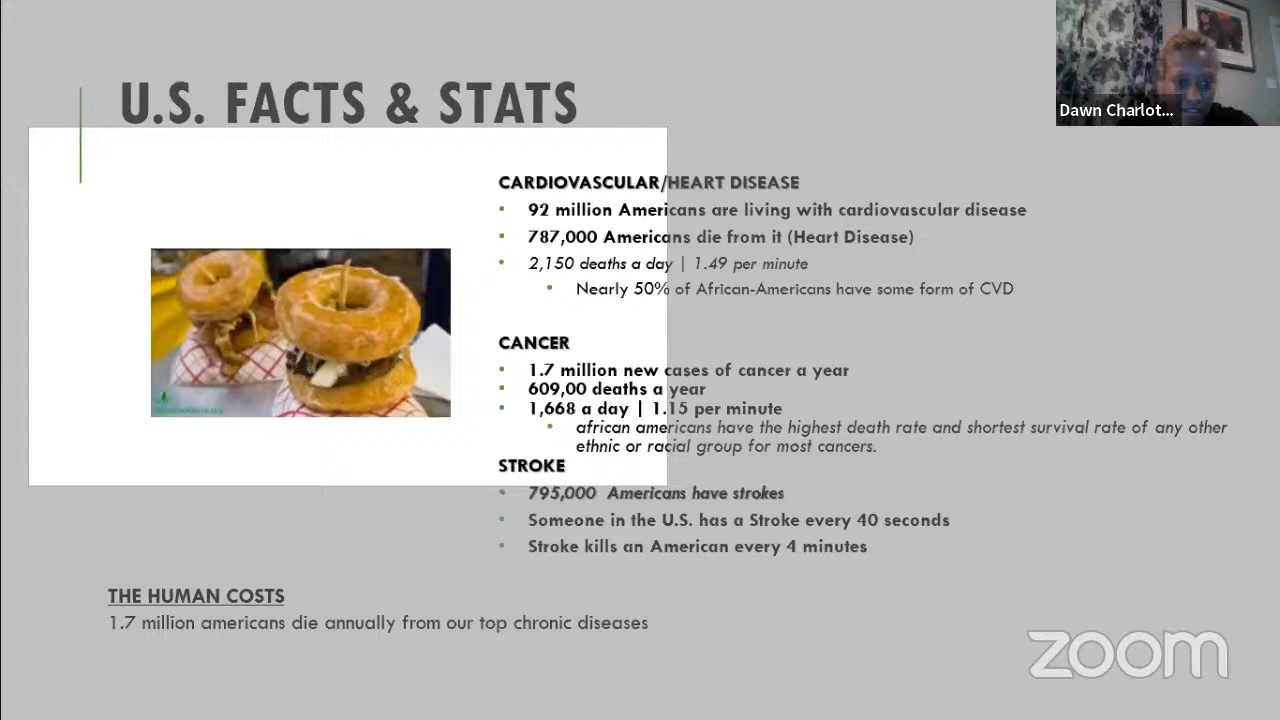 U.S. FACTS & STATS
Dawn Charlot...
CARDIOVASCULAR/HEART DISEASE
• 92 million Americans are living with cardiovascular disease
• 787,000 Americans die from it (Heart Disease)
• 2,150 deaths a day | 1.49 per minute
• Nearly 50% of African-Americans have some form of CVD
CANCER
• 1.7 million new cases of cancer a year
• 609,00 deaths a year
• 1,668 a day | 1.15 per minute
• african americans have the highest death rate and shortest survival rate of any other
ethnic or racial group for most cancers.
STROKE
• 795,000 Americans have strokes
• Someone in the U.S. has a Stroke every 40 seconds
• Stroke kills an American every 4 minutes
THE HUMAN COSTS
1.7 million americans die annually from our top chronic diseases
zoom